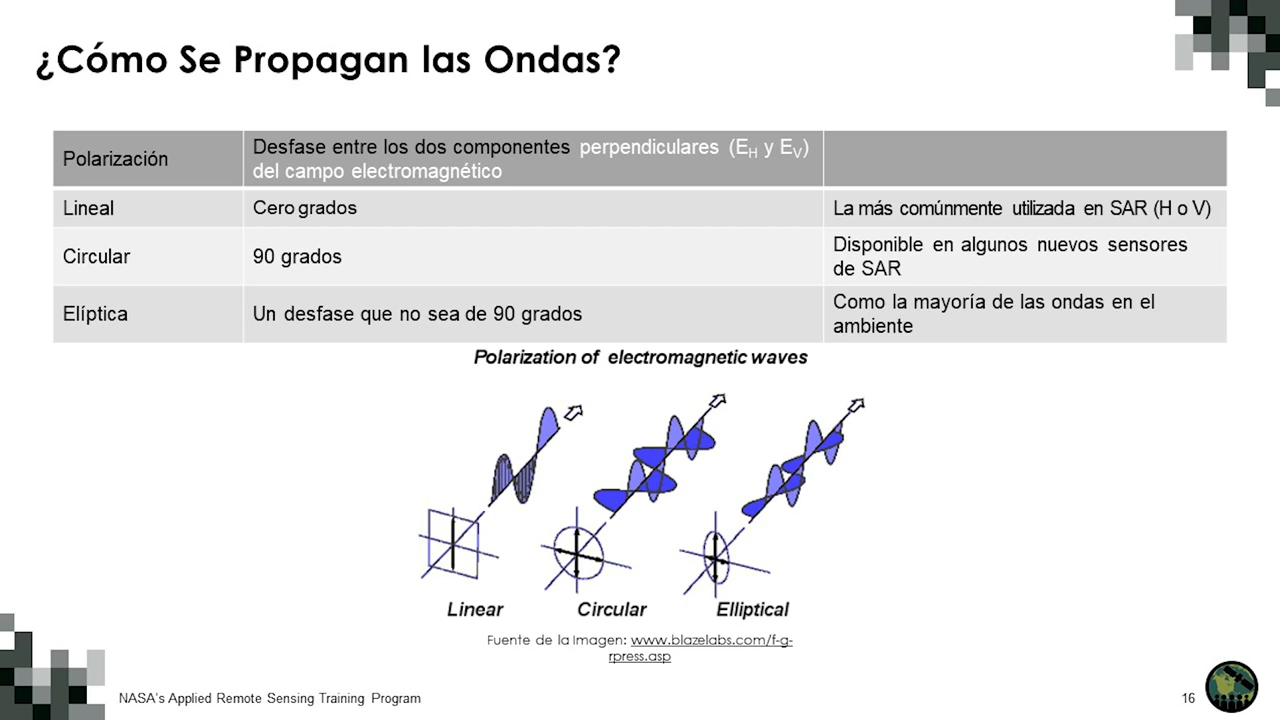 ¿Cómo Se Propagan las Ondas?
Polarización
Desfase entre los dos componentes perpendiculares (EH y EV)
del campo electromagnético
Lineal
Cero grados
La más comúnmente utilizada en SAR (H o V)
Circular
90 grados
Disponible en algunos nuevos sensores
de SAR
Elíptica
Un desfase que no sea de 90 grados
Como la mayoría de las ondas en el
ambiente
Polarization of electromagnetic waves
Linear
Circular
Elliptical
Fuente de la Imagen: www.blazelabs.com/f-g-
rpress.asp
NASA's Applied Remote Sensing Training Program
16